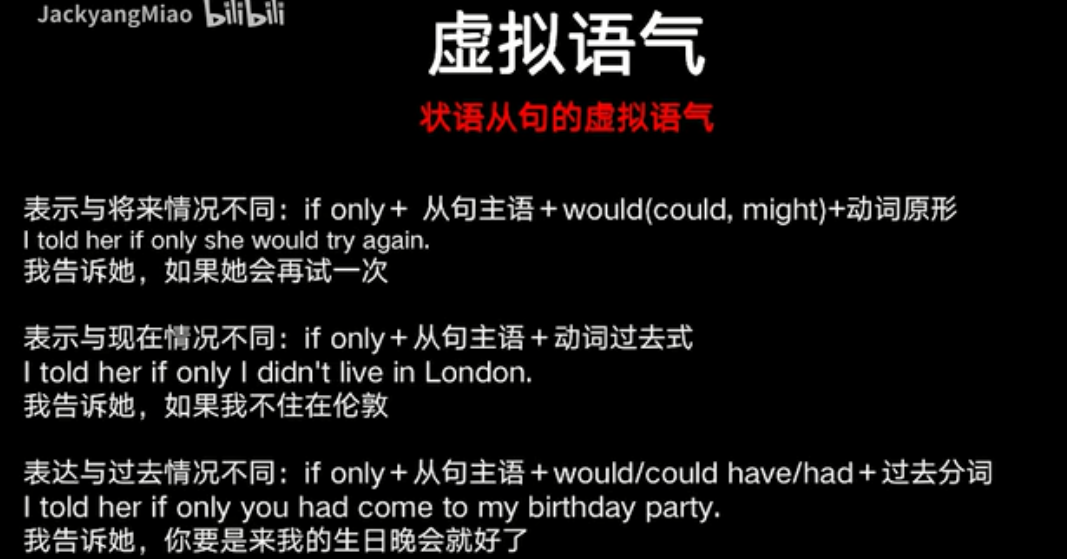 JackyangMiao bilibili
虚拟语气
状语从句的虚拟语气
表示与将来情况不同：if only+ 从句主语+would(could, might)+动词原形
I told her if only she would try again.
我告诉她，如果她会再试一次
表示与现在情况不同：if only+从句主语+动词过去式
I told her if only I didn't live in London.
我告诉她，如果我不住在伦敦
表达与过去情况不同：if only+从句主语+would/could have/had+过去分词
I told her if only you had come to my birthday party.
我告诉她，你要是来我的生日晚会就好了